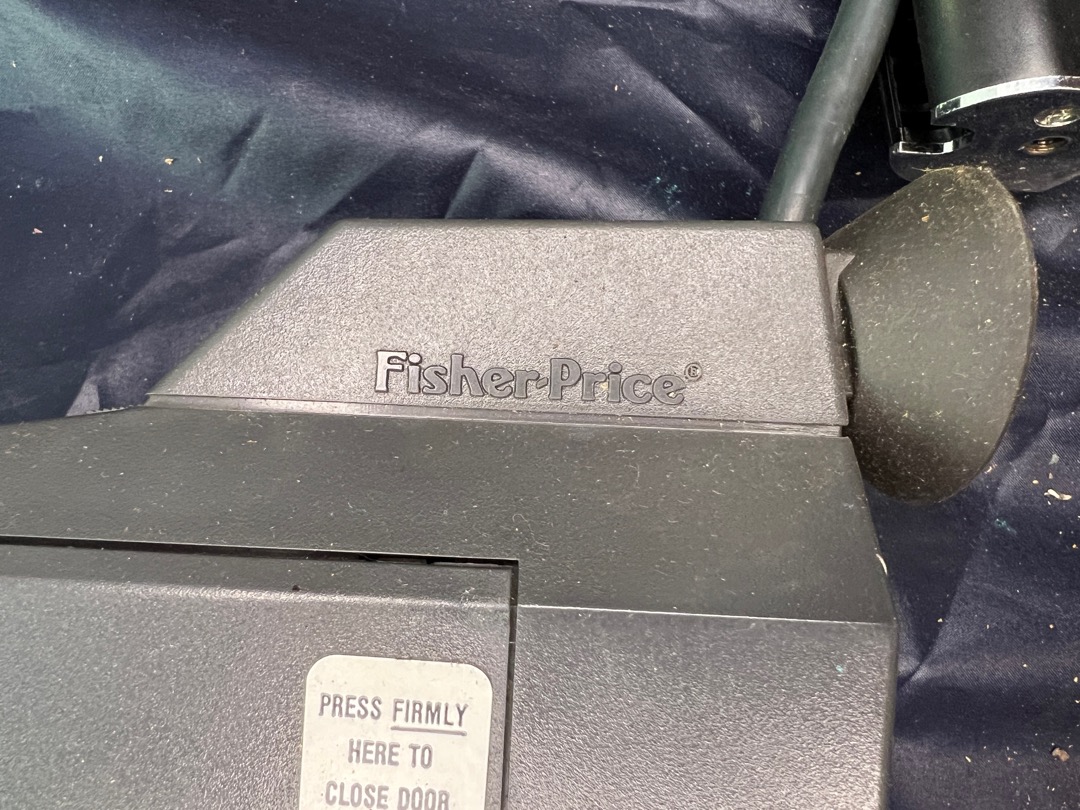 Fisher-Price®
PRESS FIRMLY
HERE TO
CLOSE DOOR